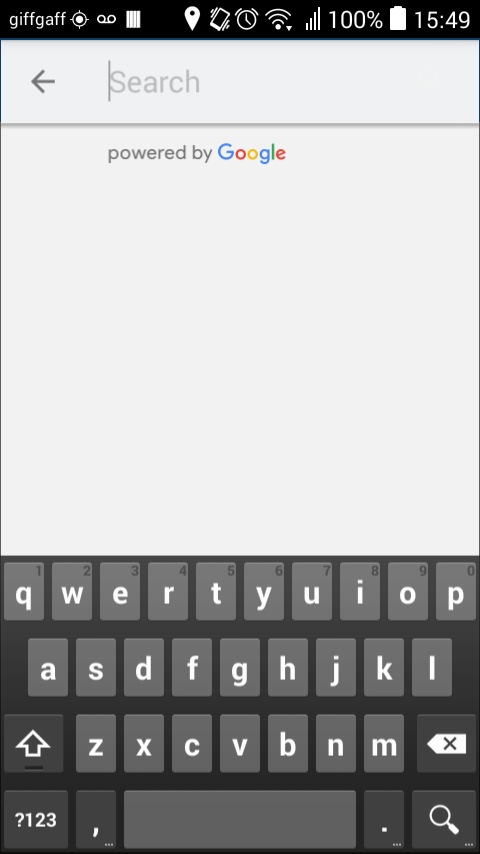 giffgaff 100% 15:49
Search
powered by Google
1 2 3 4 5 6 7 8 9 0
q w e r t y u i o p
a s d f g h j k l
z x c v b n m
?123 , ... . ... ...